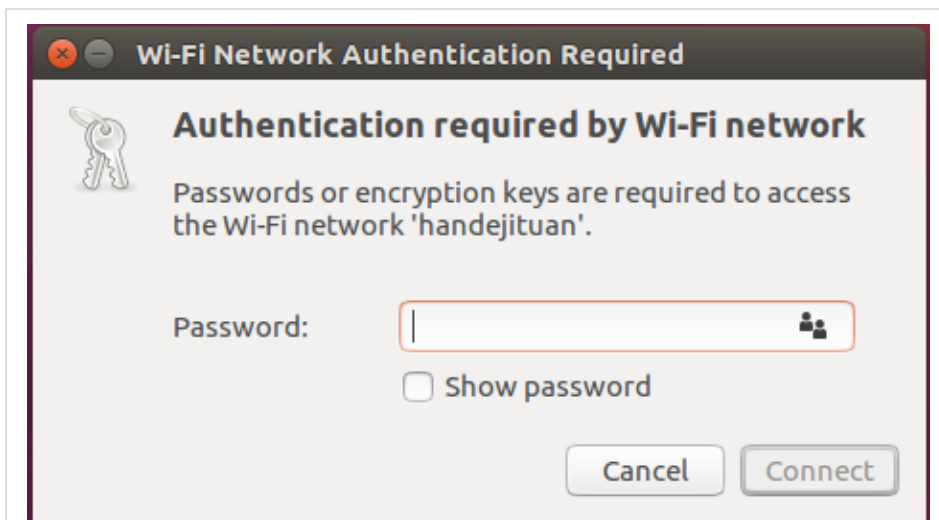 Wi-Fi Network Authentication Required
Authentication required by Wi-Fi network
Passwords or encryption keys are required to access
the Wi-Fi network 'handejituan'.
Password:
Show password
Cancel
Connect